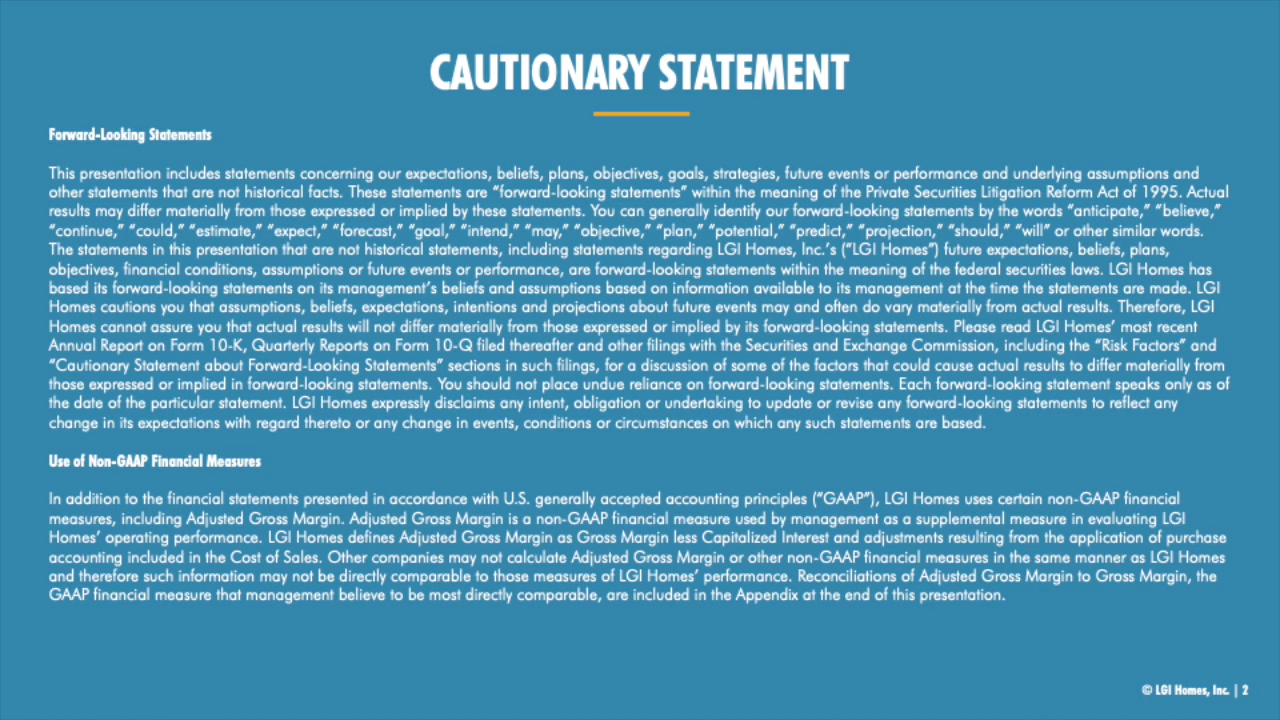 CAUTIONARY STATEMENT
Forward-Looking Statements
This presentation includes statements concerning our expectations, beliefs, plans, objectives, goals, strategies, future events or performance and underlying assumptions and
other statements that are not historical facts. These statements are “forward-looking statements” within the meaning of the Private Securities Litigation Reform Act of 1995. Actual
results may differ materially from those expressed or implied by these statements. You can generally identify our forward-looking statements by the words “anticipate,” “believe,”
“continue,” “could,” “estimate,” “expect,” “forecast,” “goal,” “intend,” “may,” “objective,” “plan,” “potential,” “predict,” “projection,” “should,” “will” or other similar words.
The statements in this presentation that are not historical statements, including statements regarding LGI Homes, Inc.’s (“LGI Homes”) future expectations, beliefs, plans,
objectives, financial conditions, assumptions or future events or performance, are forward-looking statements within the meaning of the federal securities laws. LGI Homes has
based its forward-looking statements on its management’s beliefs and assumptions based on information available to its management at the time the statements are made. LGI
Homes cautions you that assumptions, beliefs, expectations, intentions and projections about future events may and often do vary materially from actual results. Therefore, LGI
Homes cannot assure you that actual results will not differ materially from those expressed or implied by its forward-looking statements. Please read LGI Homes’ most recent
Annual Report on Form 10-K, Quarterly Reports on Form 10-Q filed thereafter and other filings with the Securities and Exchange Commission, including the “Risk Factors” and
“Cautionary Statement about Forward-Looking Statements” sections in such filings, for a discussion of some of the factors that could cause actual results to differ materially from
those expressed or implied in forward-looking statements. You should not place undue reliance on forward-looking statements. Each forward-looking statement speaks only as of
the date of the particular statement. LGI Homes expressly disclaims any intent, obligation or undertaking to update or revise any forward-looking statements to reflect any
change in its expectations with regard thereto or any change in events, conditions or circumstances on which any such statements are based.
Use of Non-GAAP Financial Measures
In addition to the financial statements presented in accordance with U.S. generally accepted accounting principles (“GAAP”), LGI Homes uses certain non-GAAP financial
measures, including Adjusted Gross Margin. Adjusted Gross Margin is a non-GAAP financial measure used by management as a supplemental measure in evaluating LGI
Homes’ operating performance. LGI Homes defines Adjusted Gross Margin as Gross Margin less Capitalized Interest and adjustments resulting from the application of purchase
accounting included in the Cost of Sales. Other companies may not calculate Adjusted Gross Margin or other non-GAAP financial measures in the same manner as LGI Homes
and therefore such information may not be directly comparable to those measures of LGI Homes’ performance. Reconciliations of Adjusted Gross Margin to Gross Margin, the
GAAP financial measure that management believe to be most directly comparable, are included in the Appendix at the end of this presentation.
© LGI Homes, Inc. | 2